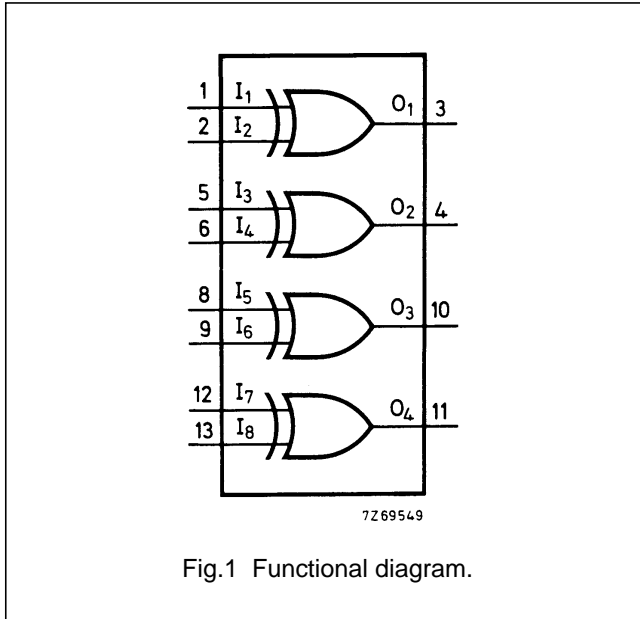 1 I1 O1 3
2 I2
5 I3 O2 4
6 I4
8 I5 O3 10
9 I6
12 I7 O4 11
13 I8
7Z69549
Fig.1 Functional diagram.